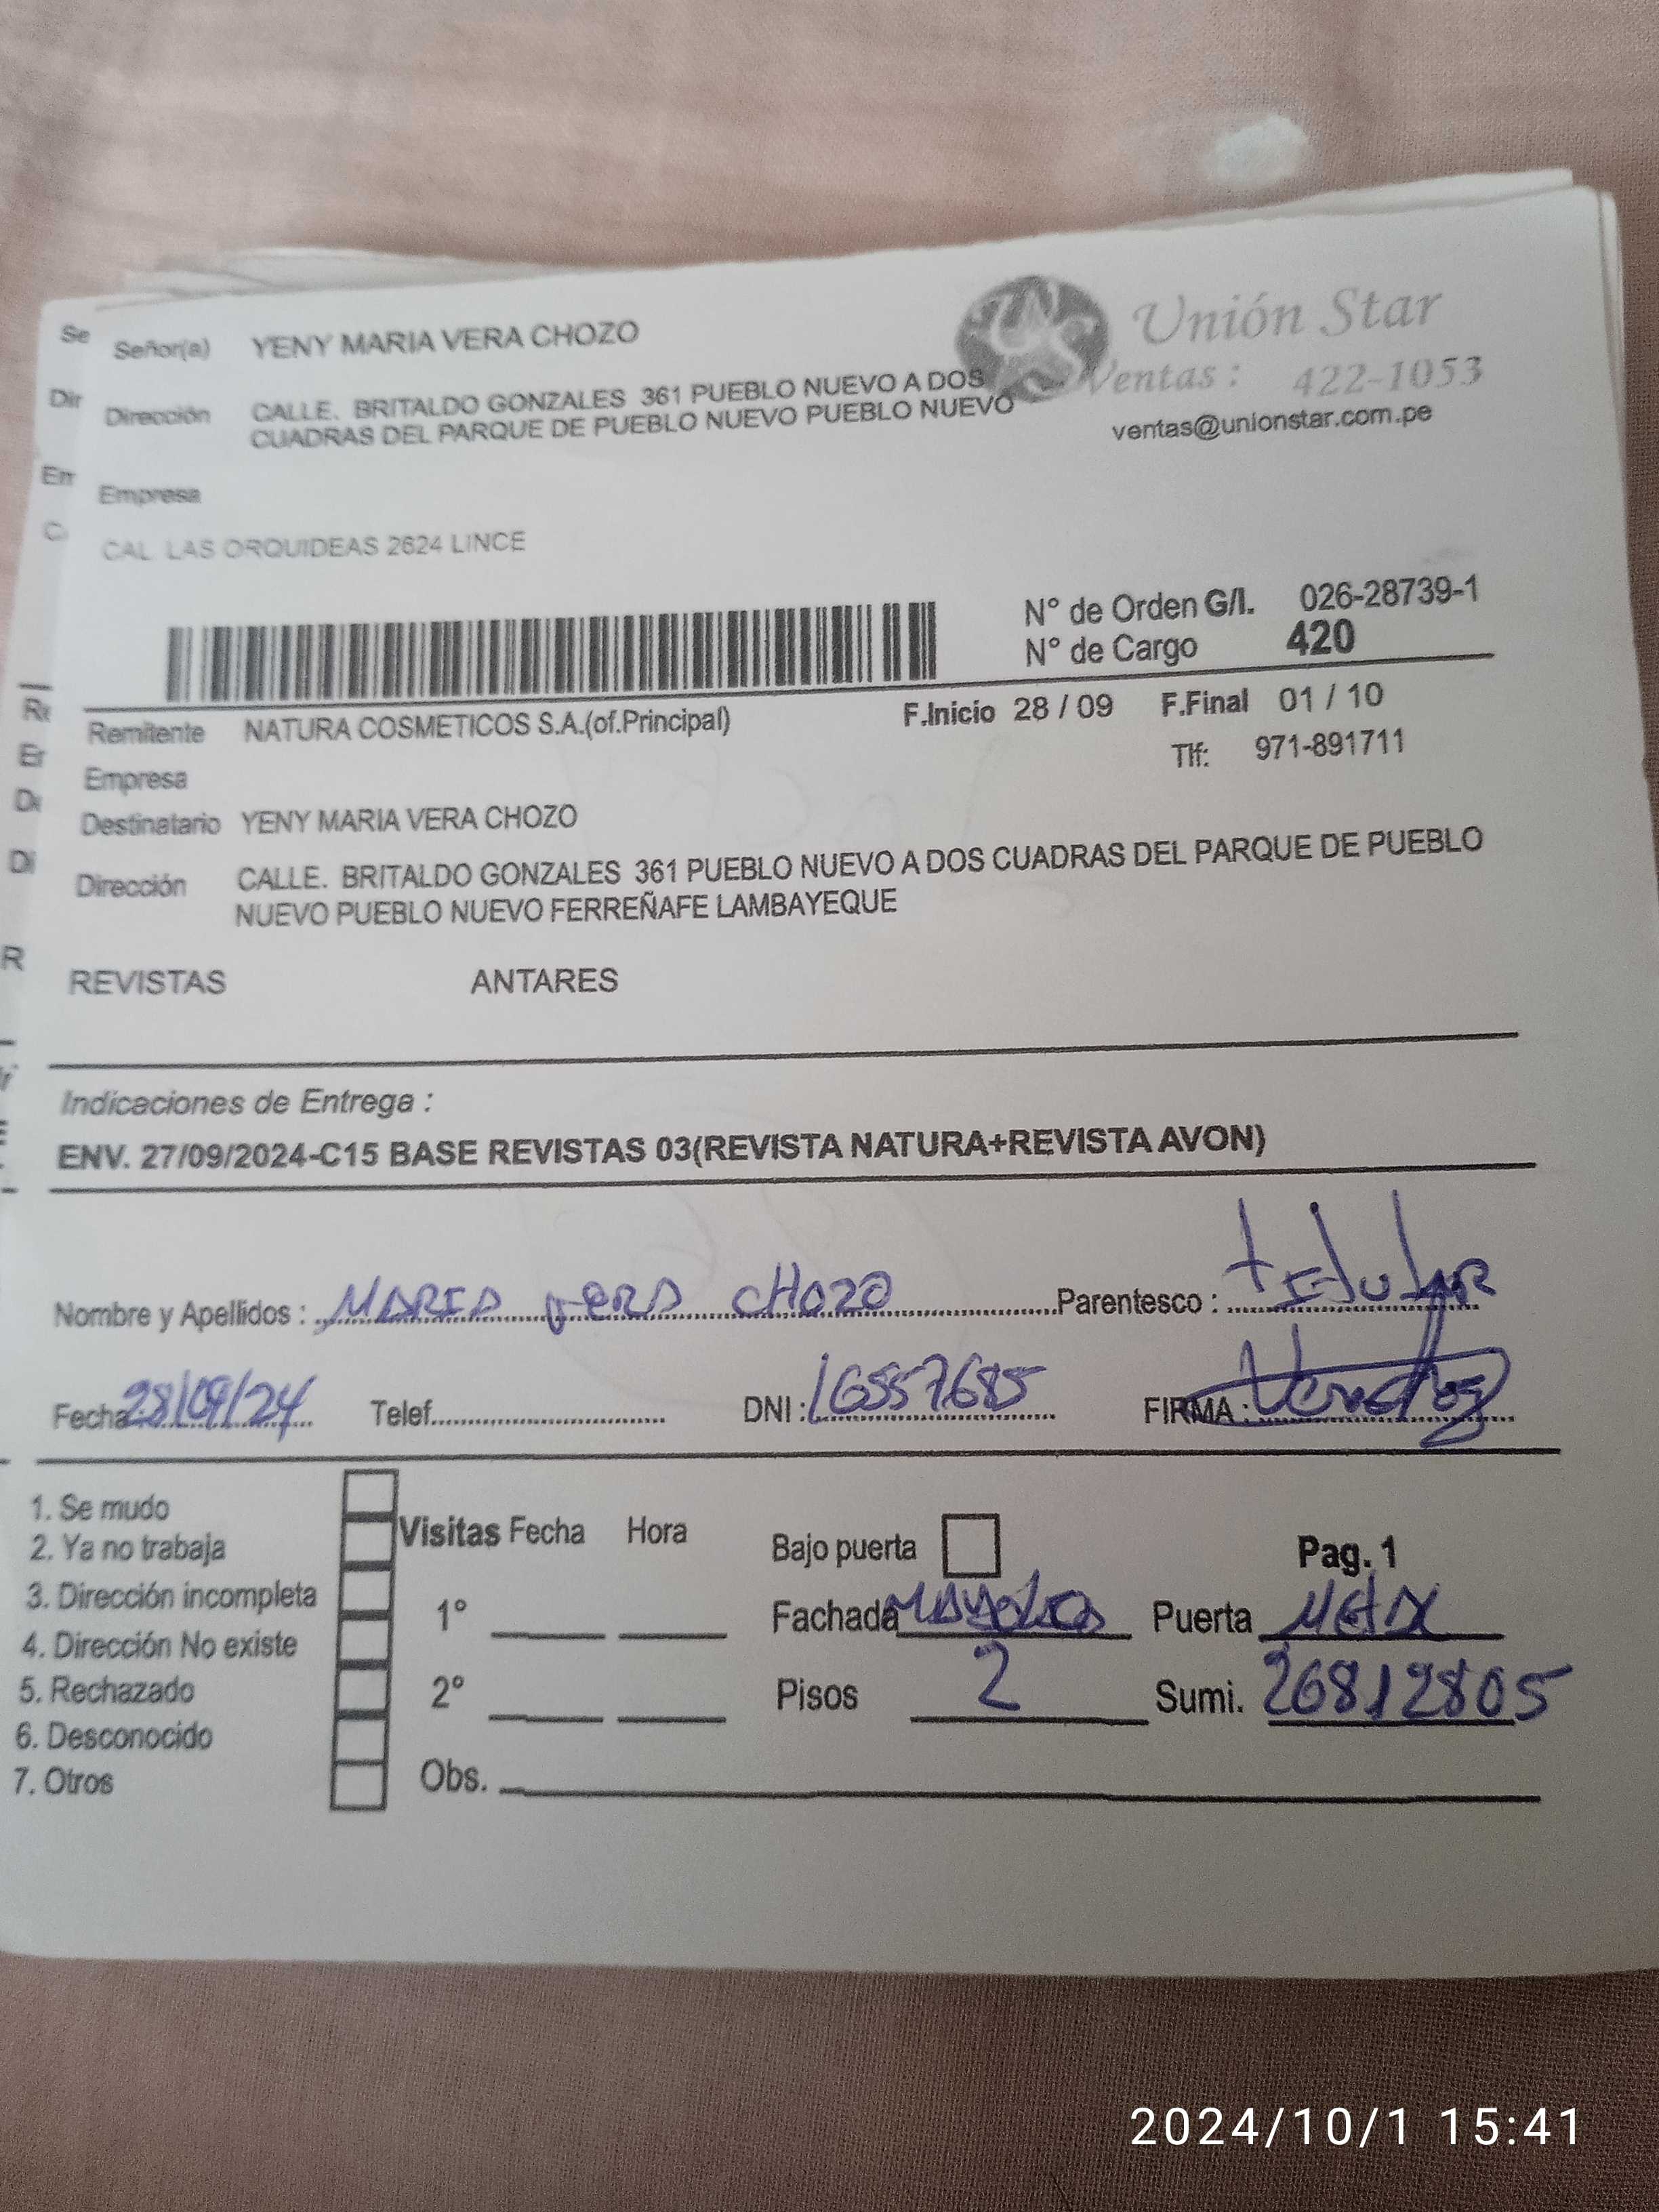 Se Señor(a) YENY MARIA VERA CHOZO
Unión Star
Dir Dirección CALLE. BRITALDO GONZALES 361 PUEBLO NUEVO A DOS
CUADRAS DEL PARQUE DE PUEBLO NUEVO PUEBLO NUEVO
Ventas : 422-1053
ventas@unionstar.com.pe
Em Empresa
CAL LAS ORQUIDEAS 2624 LINCE
N° de Orden G/I. 026-28739-1
N° de Cargo 420
Remitente NATURA COSMETICOS S.A.(of.Principal) F.Inicio 28 / 09 F.Final 01 / 10
Tlf: 971-891711
Empresa
Destinatario YENY MARIA VERA CHOZO
Di Dirección CALLE. BRITALDO GONZALES 361 PUEBLO NUEVO A DOS CUADRAS DEL PARQUE DE PUEBLO
NUEVO PUEBLO NUEVO FERREÑAFE LAMBAYEQUE
R REVISTAS ANTARES
Indicaciones de Entrega :
ENV. 27/09/2024-C15 BASE REVISTAS 03(REVISTA NATURA+REVISTA AVON)
Nombre y Apellidos : MARIA VERA CHOZO Parentesco : titular
Fecha 28/09/24 Telef. DNI : 16557685 FIRMA :
1. Se mudo
2. Ya no trabaja
3. Dirección incompleta
4. Dirección No existe
5. Rechazado
6. Desconocido
7. Otros
Visitas Fecha Hora Bajo puerta Pag. 1
1° Fachada MAYOLICA Puerta Metal
2° Pisos 2 Sumi. 26812805
Obs.
2024/10/1 15:41